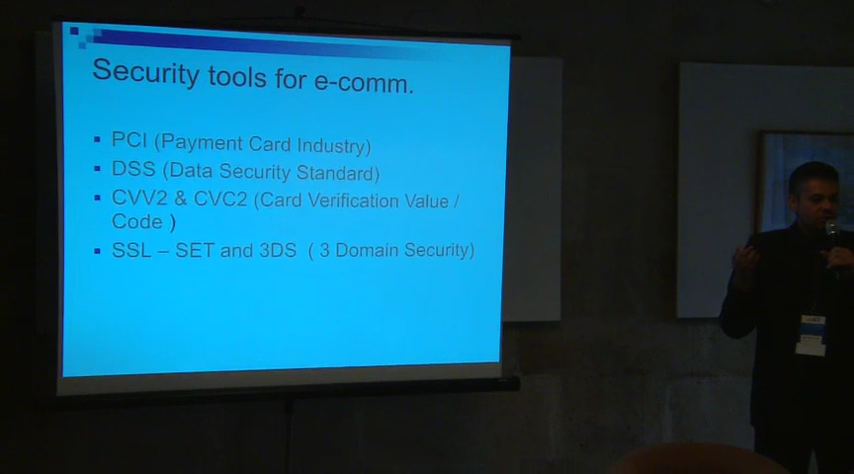 Security tools for e-comm.
PCI (Payment Card Industry)
DSS (Data Security Standard)
CVV2 & CVC2 (Card Verification Value /
Code )
SSL – SET and 3DS ( 3 Domain Security)